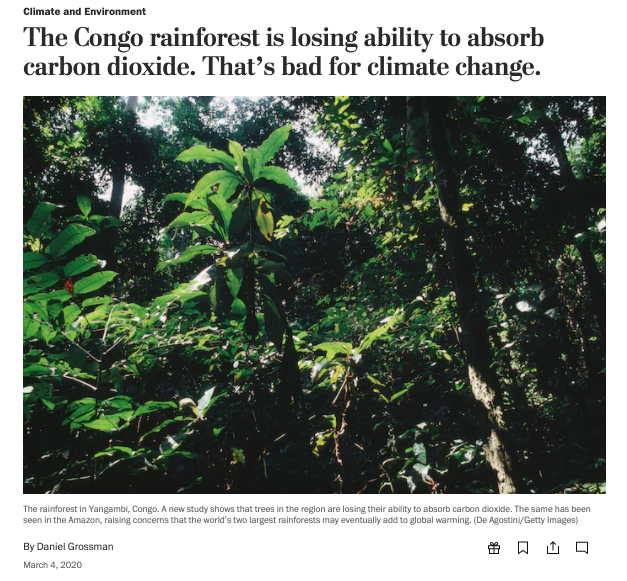 Climate and Environment
The Congo rainforest is losing ability to absorb
carbon dioxide. That’s bad for climate change.
The rainforest in Yangambi, Congo. A new study shows that trees in the region are losing their ability to absorb carbon dioxide. The same has been
seen in the Amazon, raising concerns that the world’s two largest rainforests may eventually add to global warming. (De Agostini/Getty Images)
By Daniel Grossman
March 4, 2020